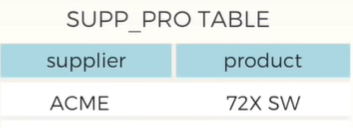 SUPP_PRO TABLE
supplier product
ACME 72X SW